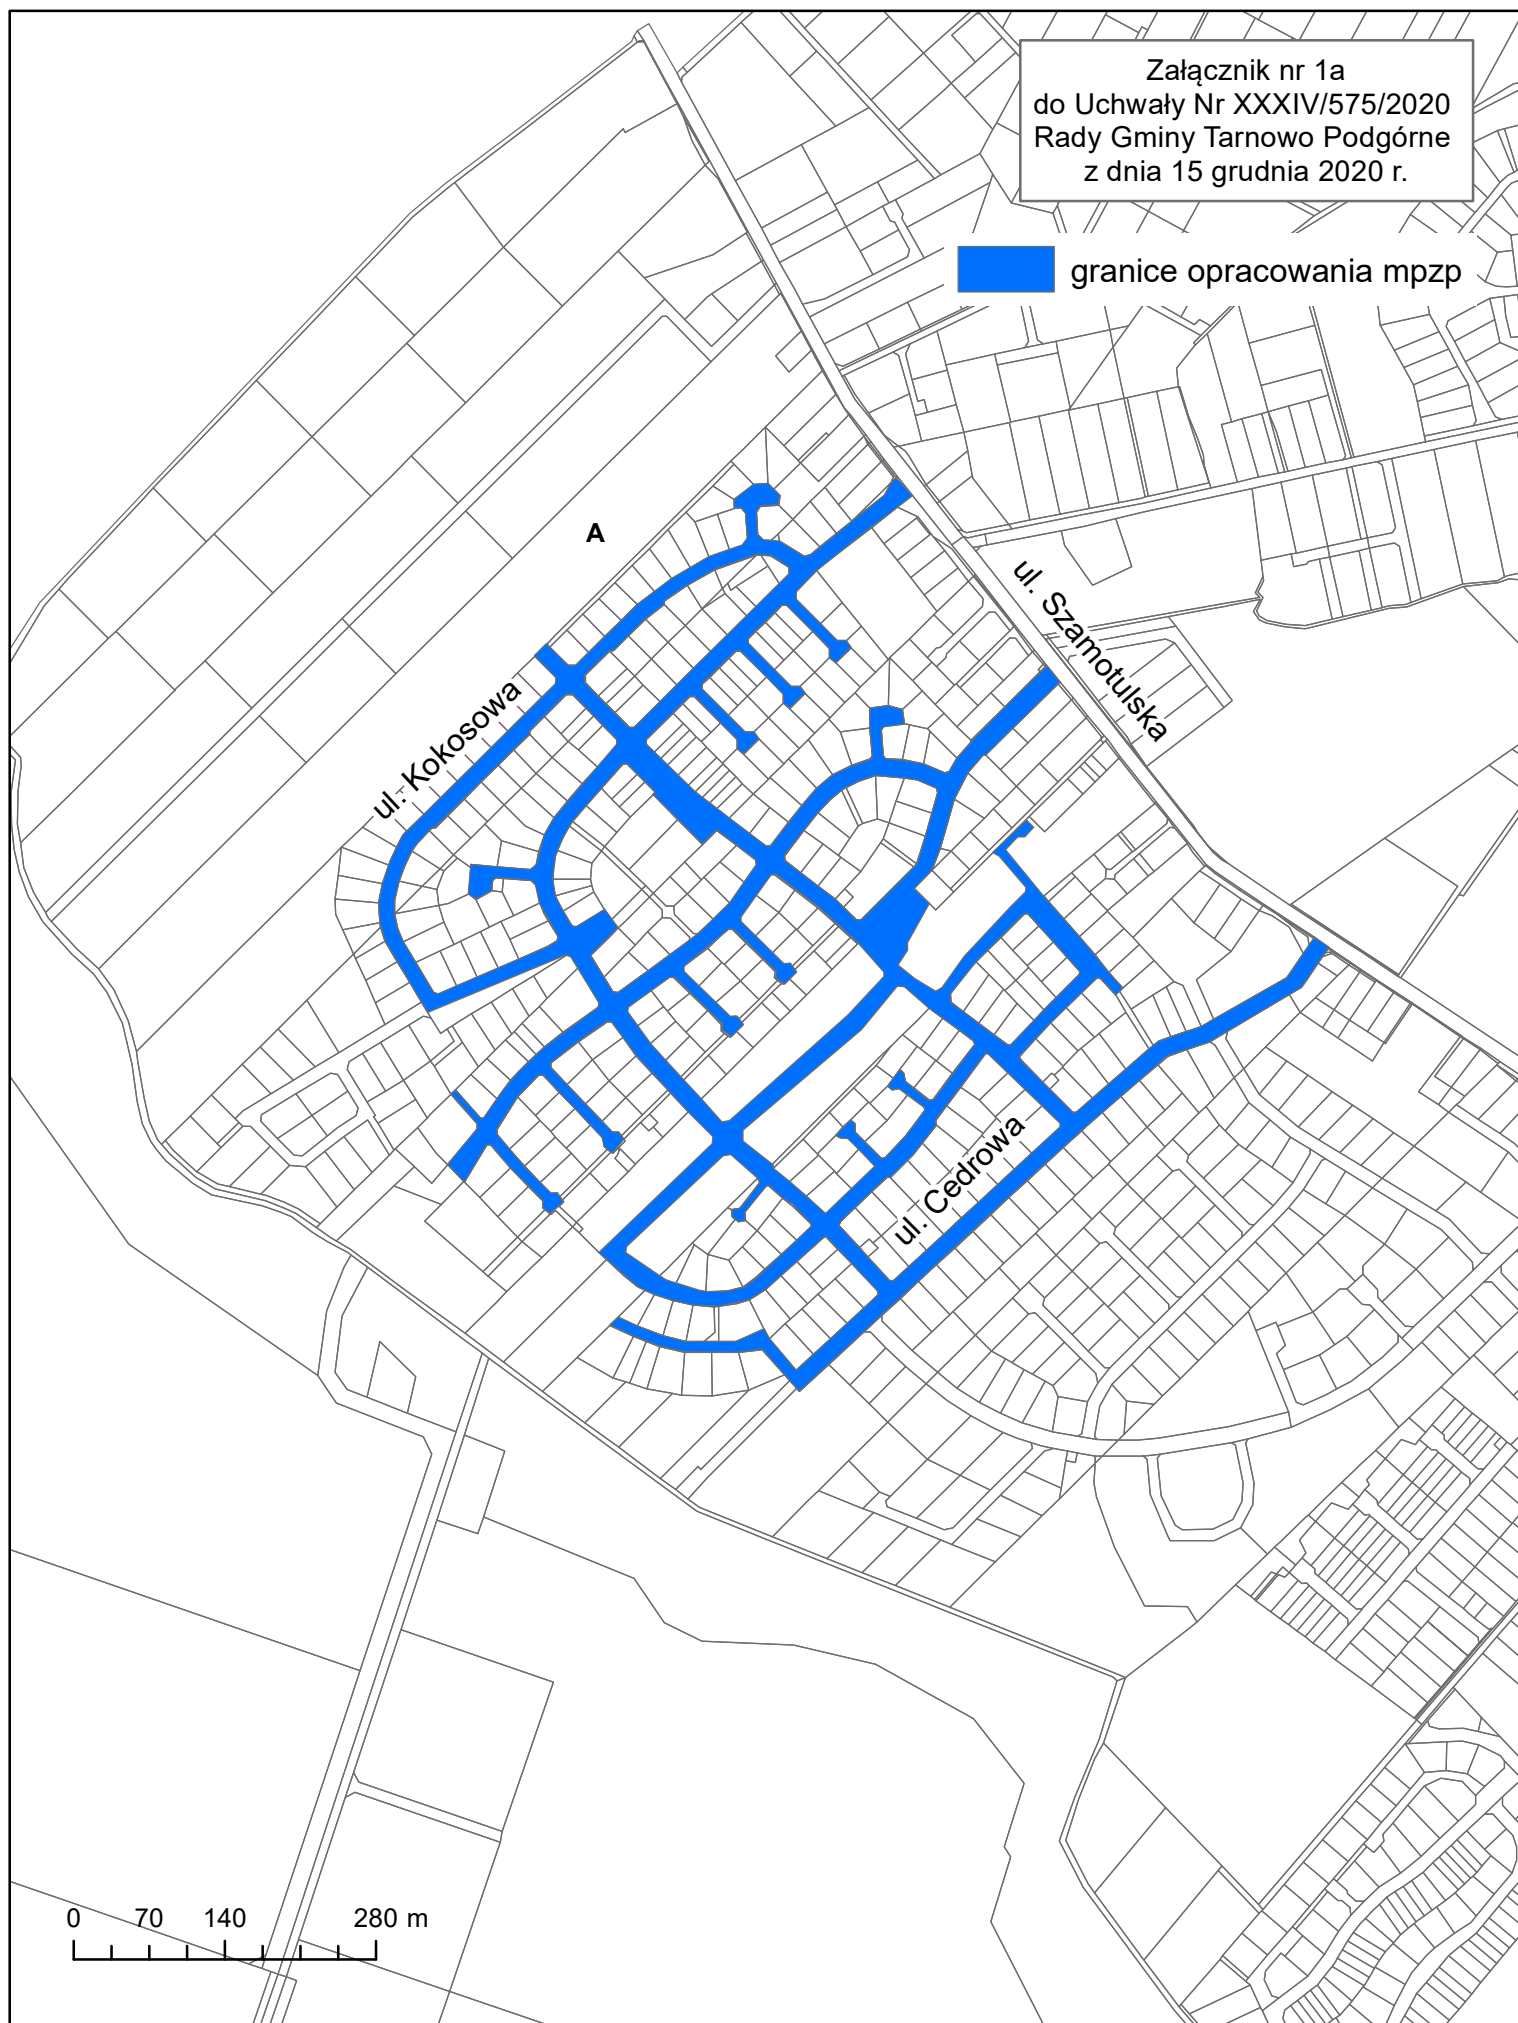 Załącznik nr 1a
do Uchwały Nr XXXIV/575/2020
Rady Gminy Tarnowo Podgórne
z dnia 15 grudnia 2020 r.
granice opracowania mpzp
A
ul. Szamotulska
ul. Kokosowa
ul. Cedrowa
0 70 140 280 m